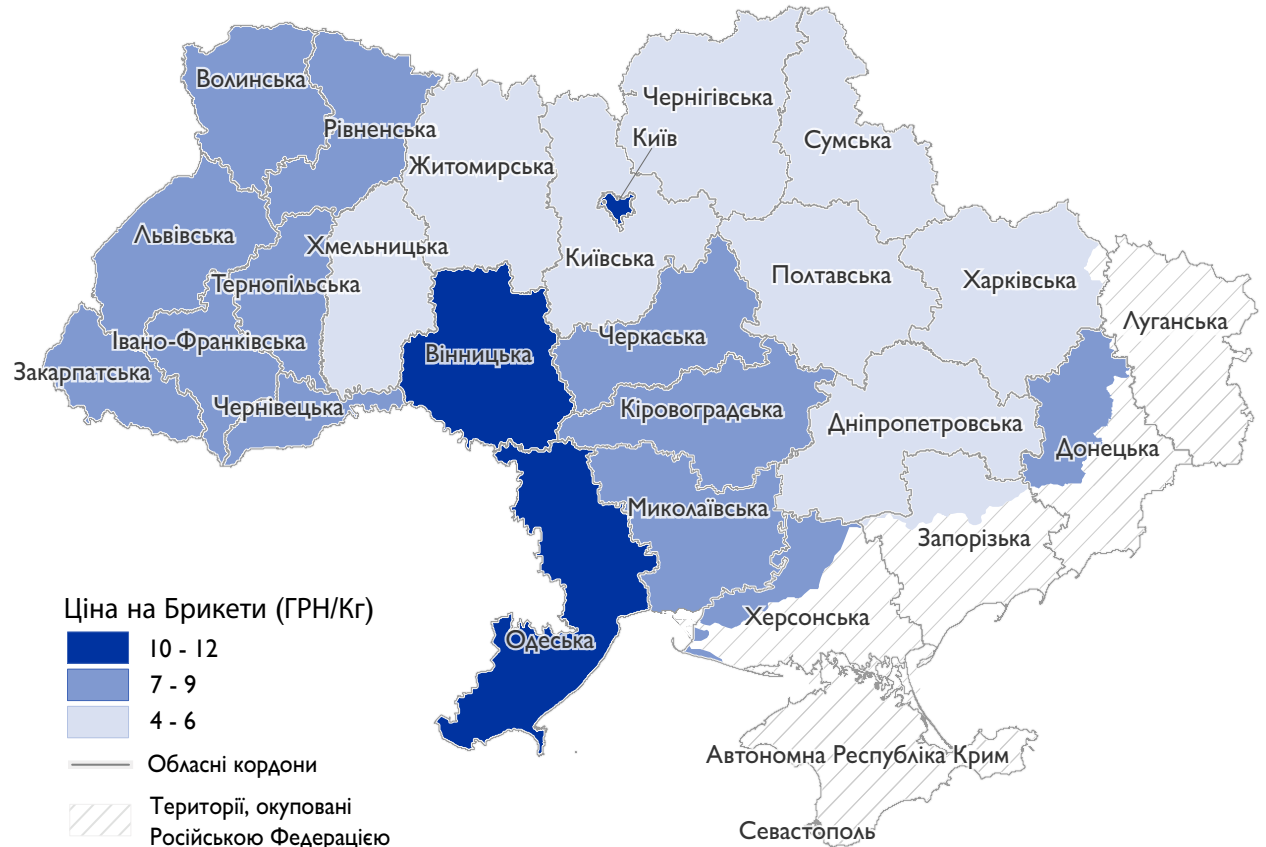 Волинська
Рівненська
Чернігівська
Київ
Сумська
Житомирська
Львівська
Хмельницька
Київська
Тернопільська
Полтавська
Харківська
Луганська
Івано-Франківська
Черкаська
Вінницька
Закарпатська
Чернівецька
Кіровоградська
Дніпропетровська
Донецька
Миколаївська
Запорізька
Херсонська
Одеська
Автономна Республіка Крим
Севастополь
Ціна на Брикети (ГРН/Кг)
10 - 12
7 - 9
4 - 6
Обласні кордони
Території, окуповані
Російською Федерацією